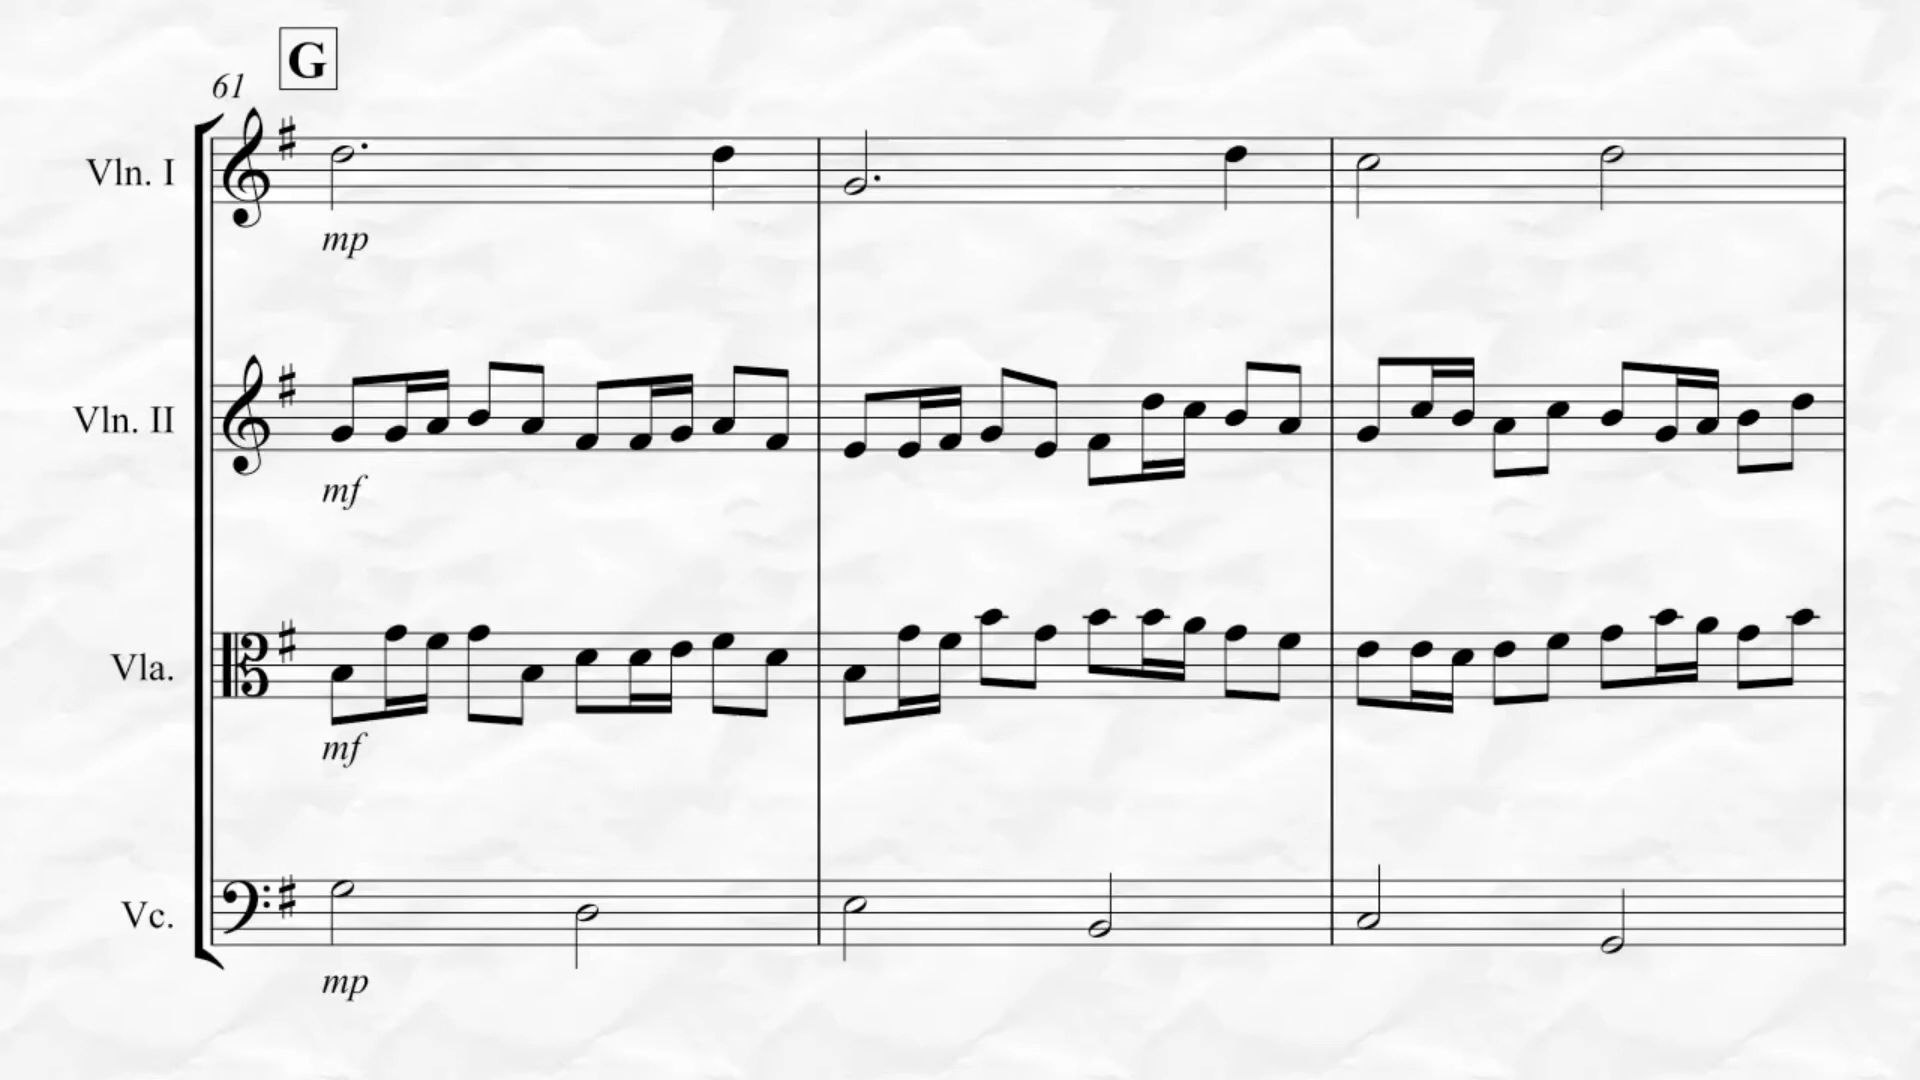 G
61
Vln. I
mp
Vln. II
mf
Vla.
mf
Vc.
mp